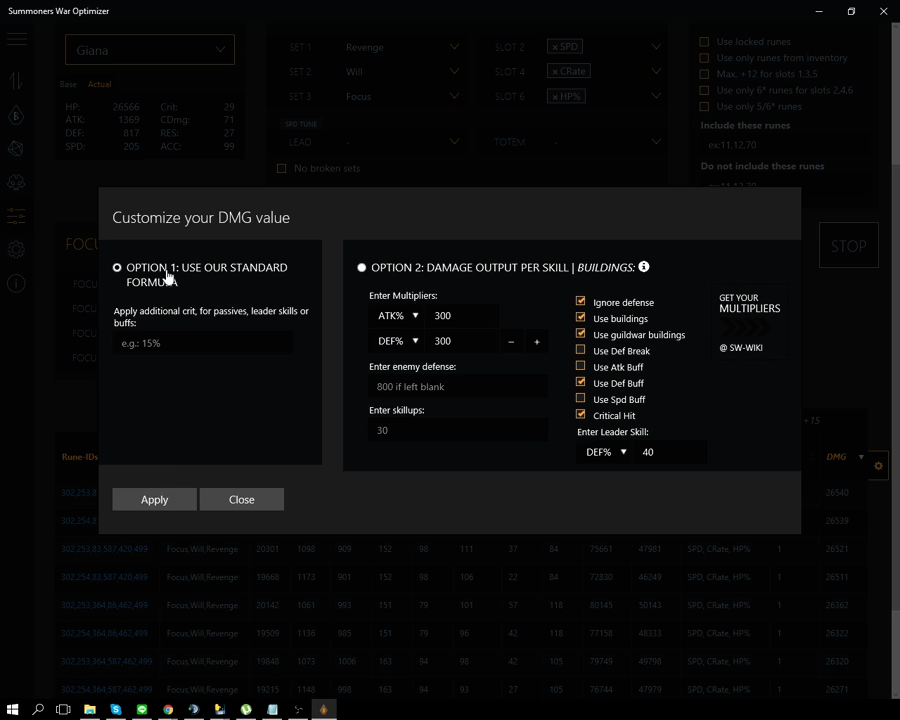 Summoners War Optimizer
Giana
Base Actual
HP: 26566 Crit: 29
ATK: 1369 CDmg: 71
DEF: 817 RES: 27
SPD: 205 ACC: 99
SET 1 Revenge SLOT 2 x SPD
SET 2 Will SLOT 4 x CRate
SET 3 Focus SLOT 6 x HP%
SPD TUNE
LEAD - TOTEM -
No broken sets
Use locked runes
Use only runes from inventory
Max. +12 for slots 1,3,5
Use only 6* runes for slots 2,4,6
Use only 5/6* runes
Include these runes
ex:11,12,70
Do not include these runes
STOP
Customize your DMG value
OPTION 1: USE OUR STANDARD
FORMULA
Apply additional crit, for passives, leader skills or
buffs:
e.g.: 15%
OPTION 2: DAMAGE OUTPUT PER SKILL | BUILDINGS:
Enter Multipliers:
ATK% 300
DEF% 300 – +
Enter enemy defense:
800 if left blank
Enter skillups:
30
Ignore defense
Use buildings
Use guildwar buildings
Use Def Break
Use Atk Buff
Use Def Buff
Use Spd Buff
Critical Hit
Enter Leader Skill:
DEF% 40
GET YOUR
MULTIPLIERS
@ SW-WIKI
Apply Close
Rune-IDs DMG
26540
26539
302,253,83,587,420,499 Focus,Will,Revenge 20301 1098 909 152 98 111 37 84 75661 47981 SPD, CRate, HP% 1 26521
302,254,83,587,420,499 Focus,Will,Revenge 19668 1173 901 152 98 106 22 84 72830 46249 SPD, CRate, HP% 1 26511
302,253,364,86,462,499 Focus,Will,Revenge 20142 1061 993 151 79 101 57 118 80145 50143 SPD, CRate, HP% 1 26362
302,254,364,86,462,499 Focus,Will,Revenge 19509 1136 985 151 79 96 42 118 77158 48333 SPD, CRate, HP% 1 26322
302,253,364,587,462,499 Focus,Will,Revenge 19848 1073 1006 163 94 98 42 105 79749 49798 SPD, CRate, HP% 1 26320
302,254,364,587,462,499 Focus,Will,Revenge 19215 1148 998 163 94 93 27 105 76744 47979 SPD, CRate, HP% 1 26271